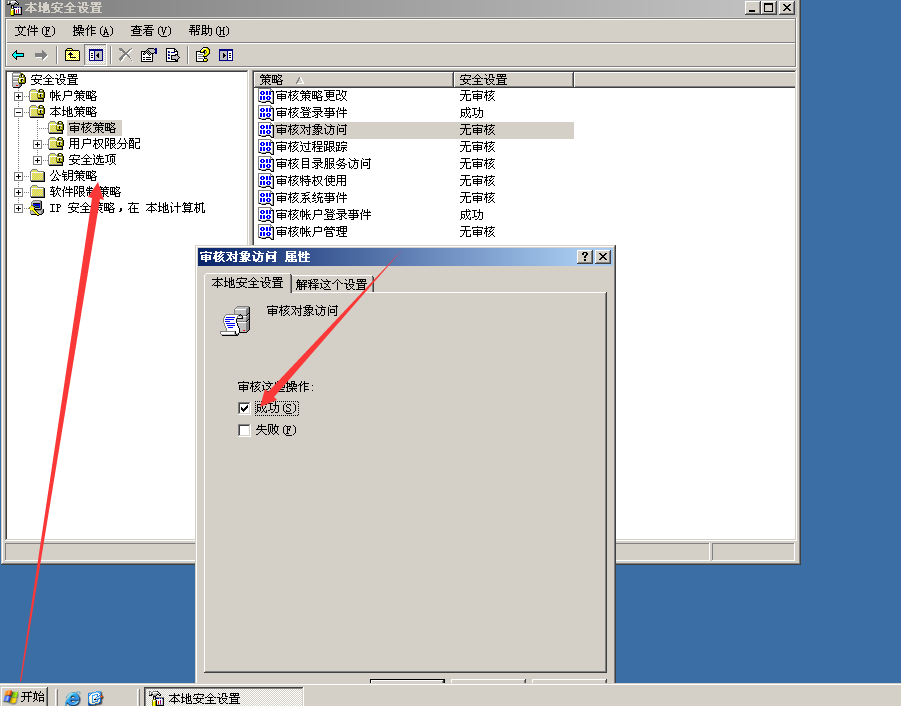 本地安全设置
文件(F) 操作(A) 查看(V) 帮助(H)
安全设置
帐户策略
本地策略
审核策略
用户权限分配
安全选项
公钥策略
软件限制策略
IP 安全策略，在 本地计算机
策略 安全设置
审核策略更改 无审核
审核登录事件 成功
审核对象访问 无审核
审核过程跟踪 无审核
审核目录服务访问 无审核
审核特权使用 无审核
审核系统事件 无审核
审核帐户登录事件 成功
审核帐户管理 无审核
审核对象访问 属性
本地安全设置 解释这个设置
审核对象访问
审核这些操作:
成功(S)
失败(F)
开始 本地安全设置